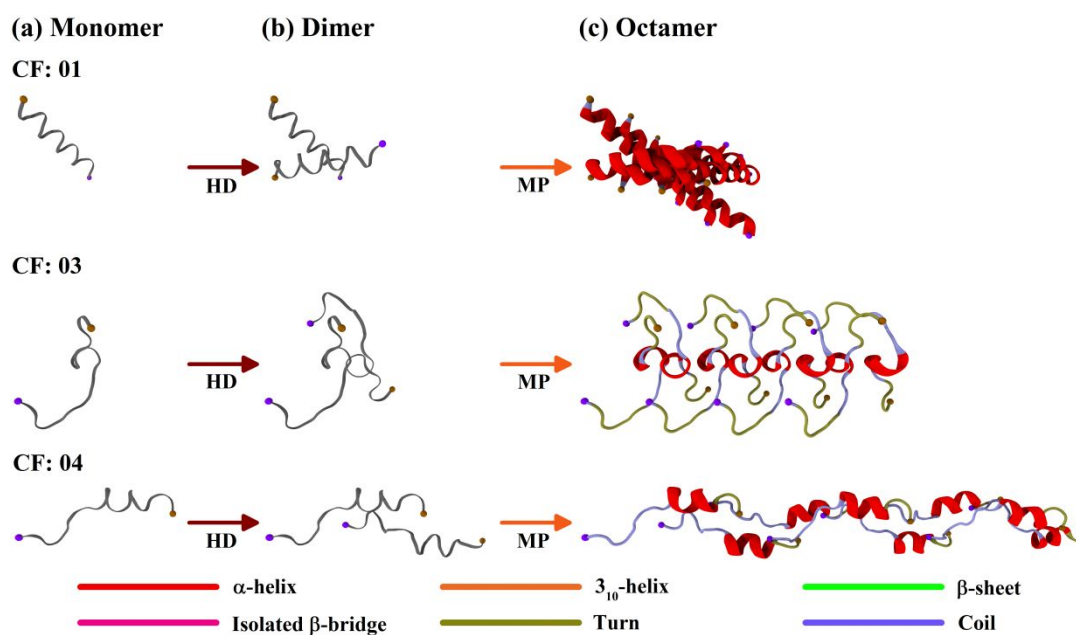 (a) Monomer (b) Dimer (c) Octamer
CF: 01
HD MP
CF: 03
HD MP
CF: 04
HD MP
α-helix 3₁₀-helix β-sheet
Isolated β-bridge Turn Coil